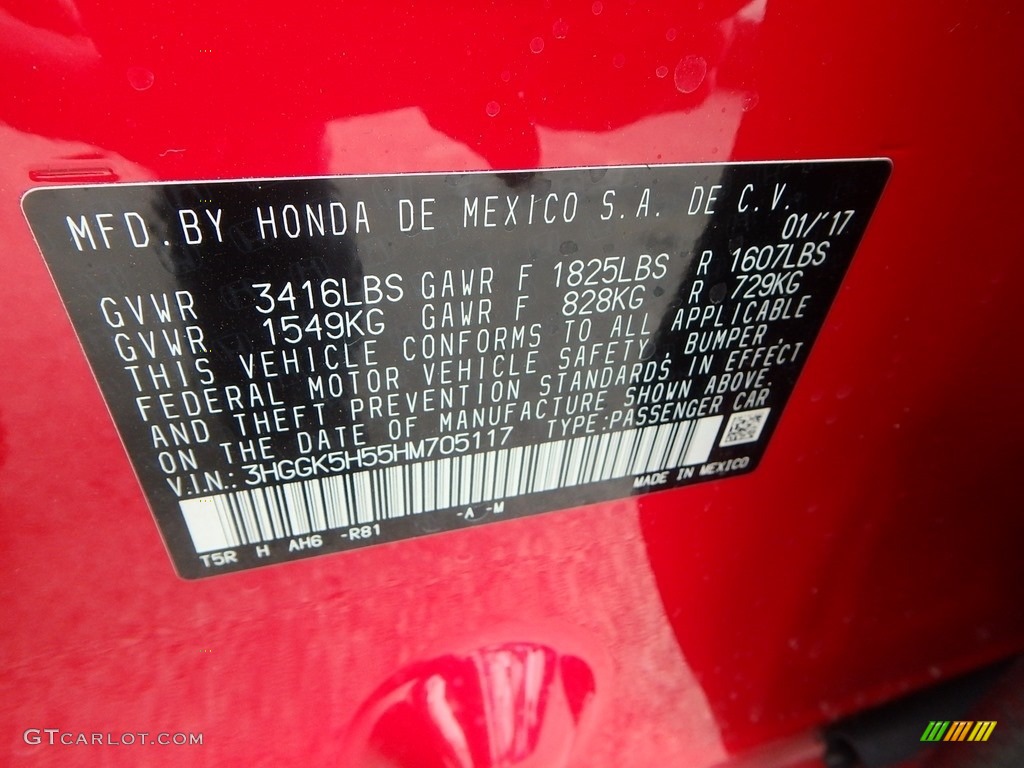 MFD.BY HONDA DE MEXICO S.A. DE C.V.
01/'17
GVWR 3416LBS GAWR F 1825LBS R 1607LBS
GVWR 1549KG GAWR F 828KG R 729KG
THIS VEHICLE CONFORMS TO ALL APPLICABLE
FEDERAL MOTOR VEHICLE SAFETY, BUMPER,
AND THEFT PREVENTION STANDARDS IN EFFECT
ON THE DATE OF MANUFACTURE SHOWN ABOVE.
V.I.N.: 3HGGK5H55HM705117 TYPE:PASSENGER CAR
MADE IN MEXICO
T5R H AH6 -R81 -A -M
GTCARLOT.COM